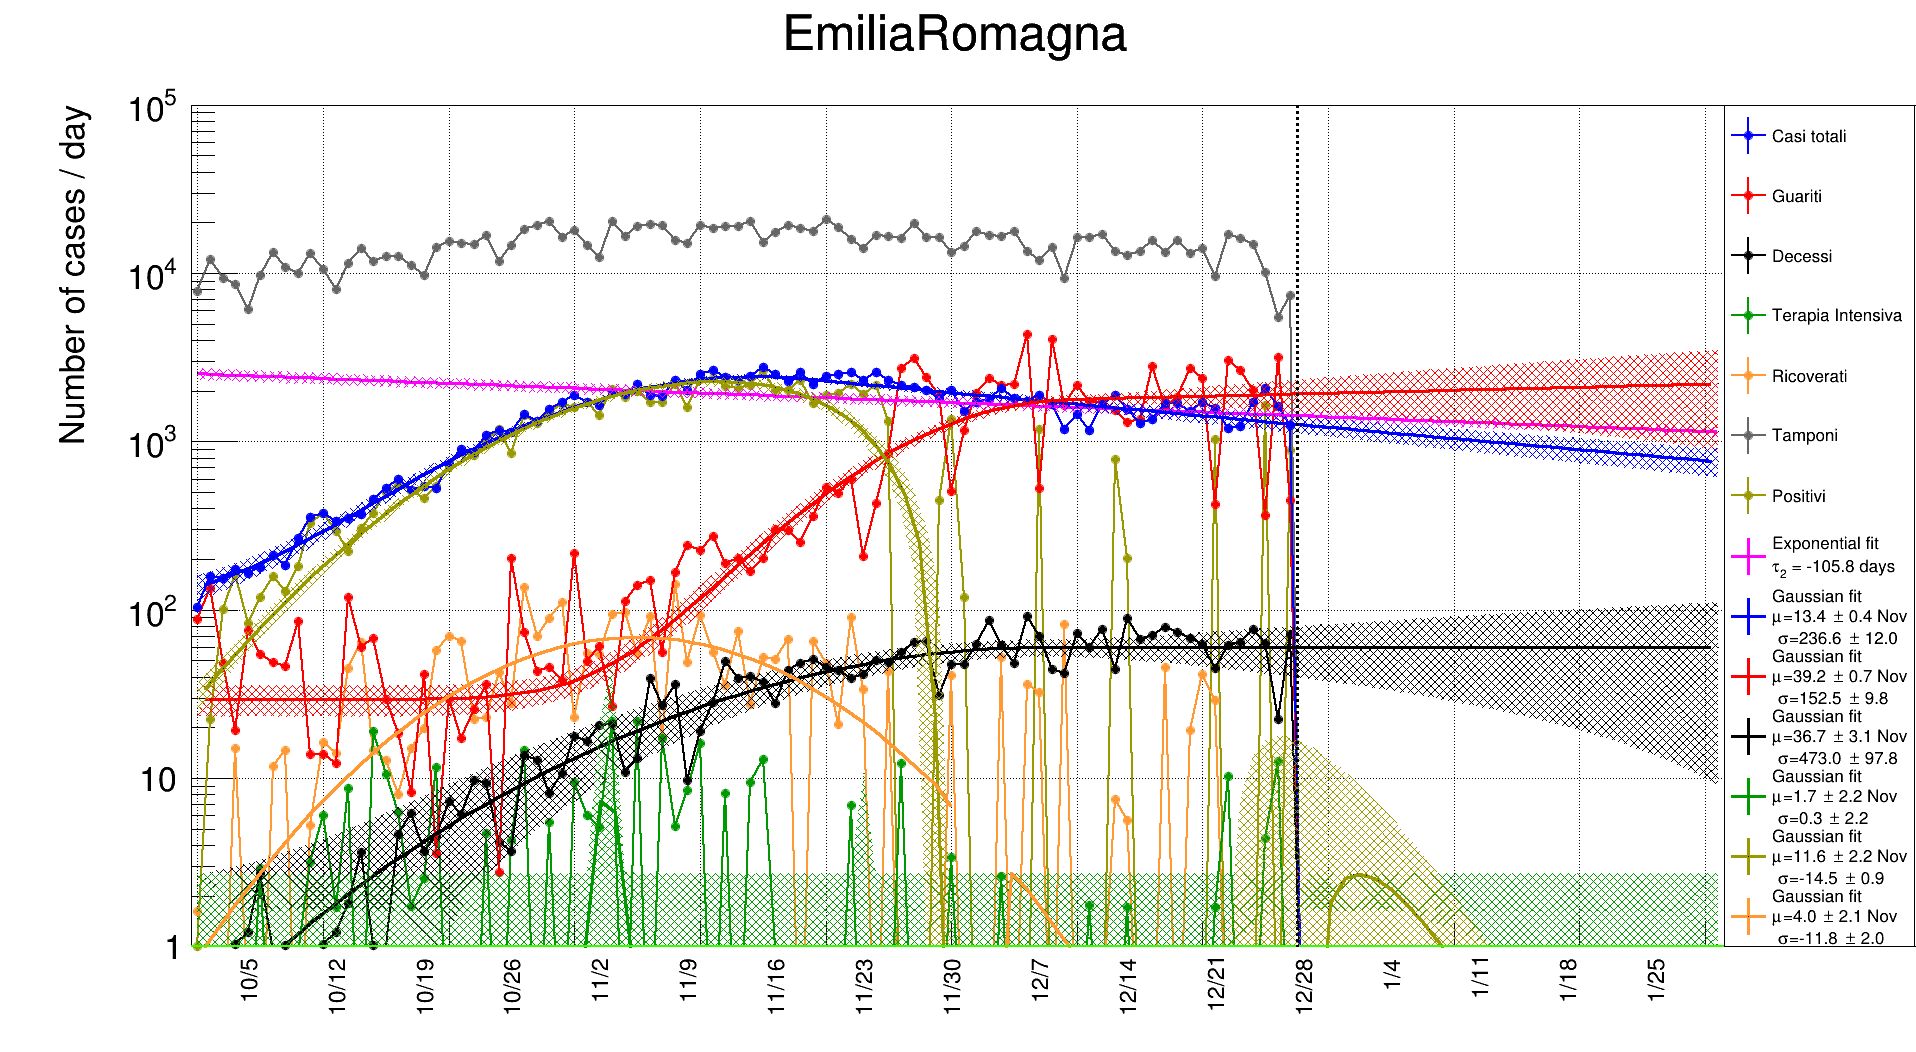 EmiliaRomagna
Number of cases / day
10^5
10^4
10^3
10^2
10
1
10/5
10/12
10/19
10/26
11/2
11/9
11/16
11/23
11/30
12/7
12/14
12/21
12/28
1/4
1/11
1/18
1/25
Casi totali
Guariti
Decessi
Terapia Intensiva
Ricoverati
Tamponi
Positivi
Exponential fit
τ₂ = -105.8 days
Gaussian fit
μ=13.4 ± 0.4 Nov
σ=236.6 ± 12.0
Gaussian fit
μ=39.2 ± 0.7 Nov
σ=152.5 ± 9.8
Gaussian fit
μ=36.7 ± 3.1 Nov
σ=473.0 ± 97.8
Gaussian fit
μ=1.7 ± 2.2 Nov
σ=0.3 ± 2.2
Gaussian fit
μ=11.6 ± 2.2 Nov
σ=-14.5 ± 0.9
Gaussian fit
μ=4.0 ± 2.1 Nov
σ=-11.8 ± 2.0